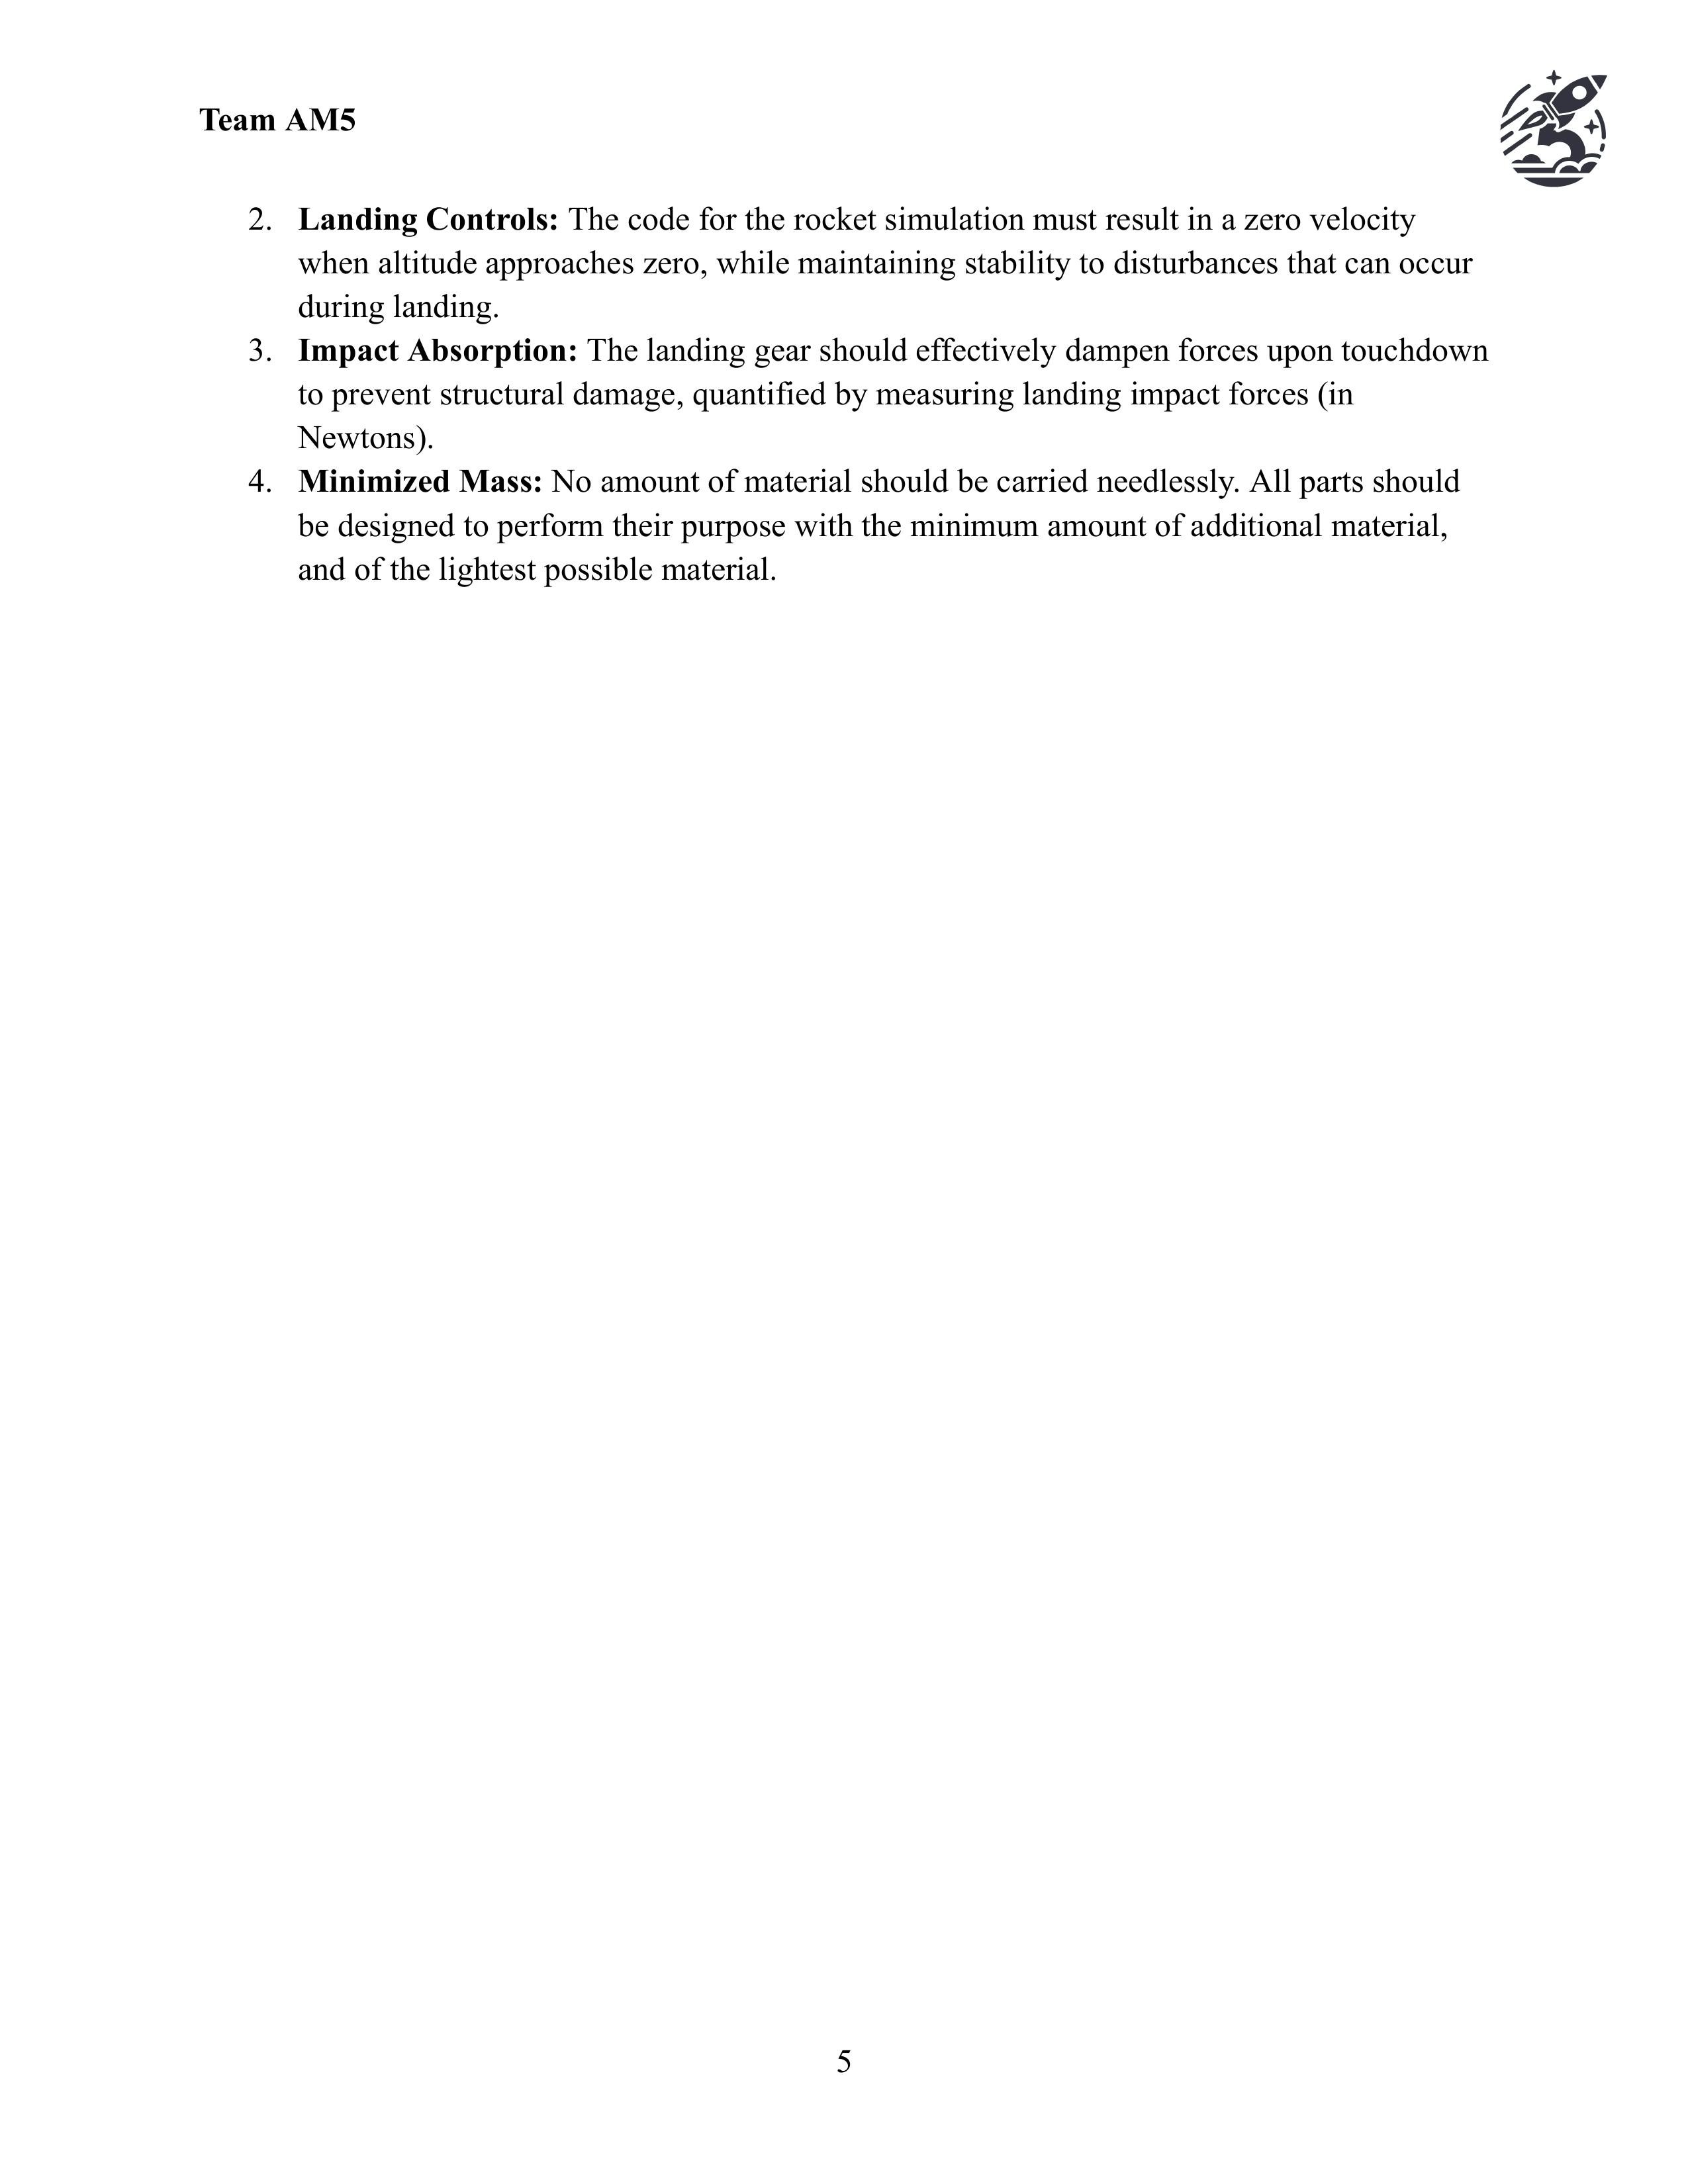 Team AM5
2. Landing Controls: The code for the rocket simulation must result in a zero velocity
when altitude approaches zero, while maintaining stability to disturbances that can occur
during landing.
3. Impact Absorption: The landing gear should effectively dampen forces upon touchdown
to prevent structural damage, quantified by measuring landing impact forces (in
Newtons).
4. Minimized Mass: No amount of material should be carried needlessly. All parts should
be designed to perform their purpose with the minimum amount of additional material,
and of the lightest possible material.
5